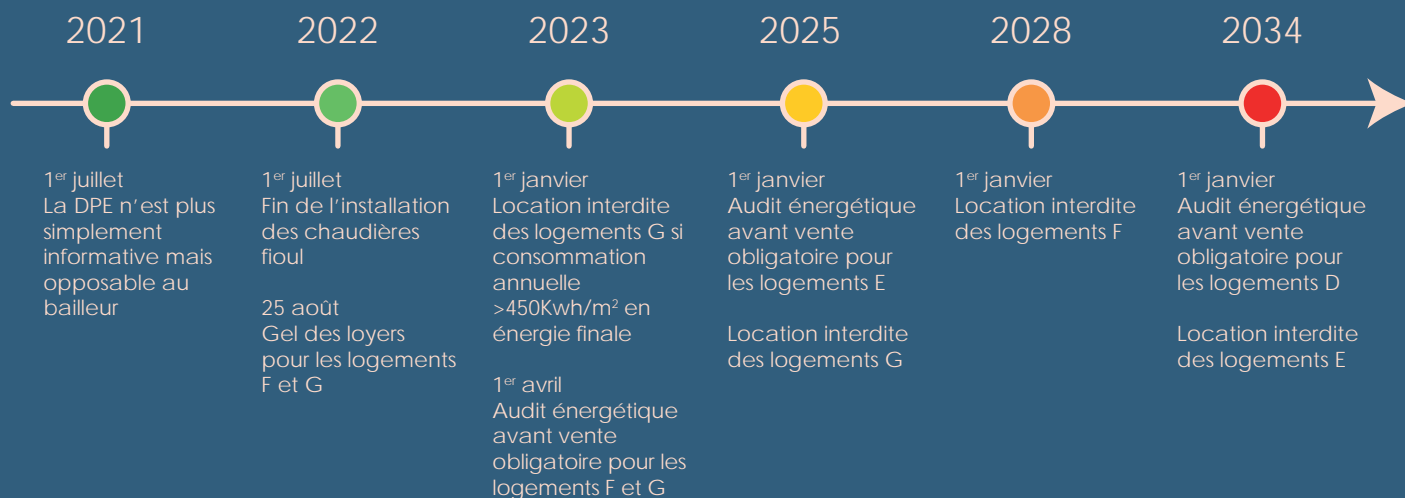 2021
1er juillet
La DPE n'est plus
simplement
informative mais
opposable au
bailleur
2022
1er juillet
Fin de l'installation
des chaudières
fioul
25 août
Gel des loyers
pour les logements
F et G
2023
1er janvier
Location interdite
des logements G si
consommation
annuelle
>450Kwh/m² en
énergie finale
1er avril
Audit énergétique
avant vente
obligatoire pour les
logements F et G
2025
1er janvier
Audit énergétique
avant vente
obligatoire pour
les logements E
Location interdite
des logements G
2028
1er janvier
Location interdite
des logements F
2034
1er janvier
Audit énergétique
avant vente
obligatoire pour
les logements D
Location interdite
des logements E